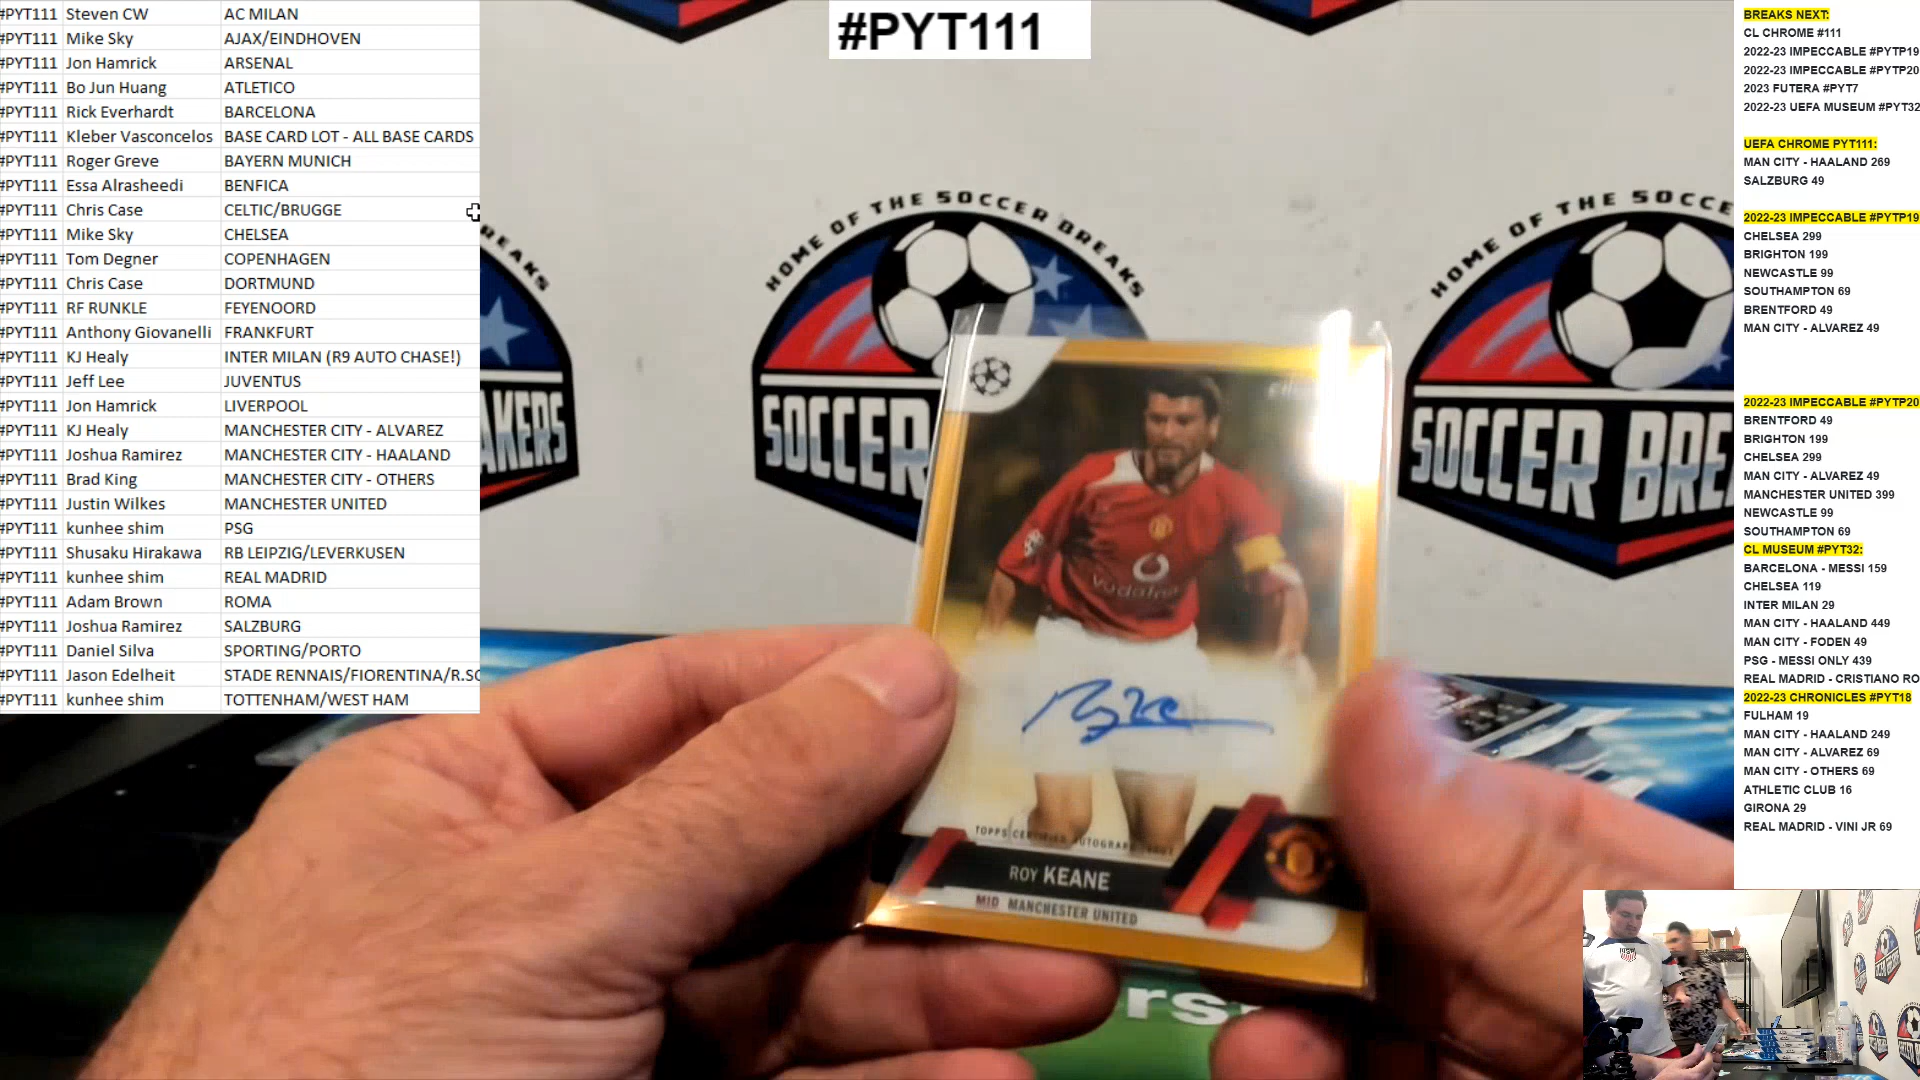 #PYT111 Steven CW AC MILAN
#PYT111 Mike Sky AJAX/EINDHOVEN
#PYT111 Jon Hamrick ARSENAL
#PYT111 Bo Jun Huang ATLETICO
#PYT111 Rick Everhardt BARCELONA
#PYT111 Kleber Vasconcelos BASE CARD LOT - ALL BASE CARDS
#PYT111 Roger Greve BAYERN MUNICH
#PYT111 Essa Alrasheedi BENFICA
#PYT111 Chris Case CELTIC/BRUGGE
#PYT111 Mike Sky CHELSEA
#PYT111 Tom Degner COPENHAGEN
#PYT111 Chris Case DORTMUND
#PYT111 RF RUNKLE FEYENOORD
#PYT111 Anthony Giovanelli FRANKFURT
#PYT111 KJ Healy INTER MILAN (R9 AUTO CHASE!)
#PYT111 Jeff Lee JUVENTUS
#PYT111 Jon Hamrick LIVERPOOL
#PYT111 KJ Healy MANCHESTER CITY - ALVAREZ
#PYT111 Joshua Ramirez MANCHESTER CITY - HAALAND
#PYT111 Brad King MANCHESTER CITY - OTHERS
#PYT111 Justin Wilkes MANCHESTER UNITED
#PYT111 kunhee shim PSG
#PYT111 Shusaku Hirakawa RB LEIPZIG/LEVERKUSEN
#PYT111 kunhee shim REAL MADRID
#PYT111 Adam Brown ROMA
#PYT111 Joshua Ramirez SALZBURG
#PYT111 Daniel Silva SPORTING/PORTO
#PYT111 Jason Edelheit STADE RENNAIS/FIORENTINA/R.SO
#PYT111 kunhee shim TOTTENHAM/WEST HAM
#PYT111
HOME OF THE SOCCER BREAKS
SOCCER
HOME OF THE SOCCE
SOCCER BRE
REAKS
AKERS
vodafone
TOPPS CERTIFIED AUTOGRAPH ISSUE
ROY KEANE
MID MANCHESTER UNITED
ers
BREAKS NEXT:
CL CHROME #111
2022-23 IMPECCABLE #PYTP19
2022-23 IMPECCABLE #PYTP20
2023 FUTERA #PYT7
2022-23 UEFA MUSEUM #PYT32
UEFA CHROME PYT111:
MAN CITY - HAALAND 269
SALZBURG 49
2022-23 IMPECCABLE #PYTP19
CHELSEA 299
BRIGHTON 199
NEWCASTLE 99
SOUTHAMPTON 69
BRENTFORD 49
MAN CITY - ALVAREZ 49
2022-23 IMPECCABLE #PYTP20
BRENTFORD 49
BRIGHTON 199
CHELSEA 299
MAN CITY - ALVAREZ 49
MANCHESTER UNITED 399
NEWCASTLE 99
SOUTHAMPTON 69
CL MUSEUM #PYT32:
BARCELONA - MESSI 159
CHELSEA 119
INTER MILAN 29
MAN CITY - HAALAND 449
MAN CITY - FODEN 49
PSG - MESSI ONLY 439
REAL MADRID - CRISTIANO RO
2022-23 CHRONICLES #PYT18
FULHAM 19
MAN CITY - HAALAND 249
MAN CITY - ALVAREZ 69
MAN CITY - OTHERS 69
ATHLETIC CLUB 16
GIRONA 29
REAL MADRID - VINI JR 69